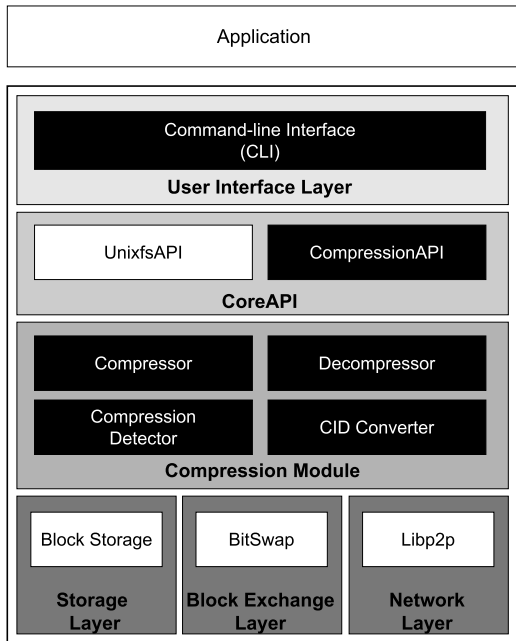 Application
Command-line Interface
(CLI)
User Interface Layer
UnixfsAPI
CompressionAPI
CoreAPI
Compressor
Decompressor
Compression
Detector
CID Converter
Compression Module
Block Storage
BitSwap
Libp2p
Storage
Layer
Block Exchange
Layer
Network
Layer